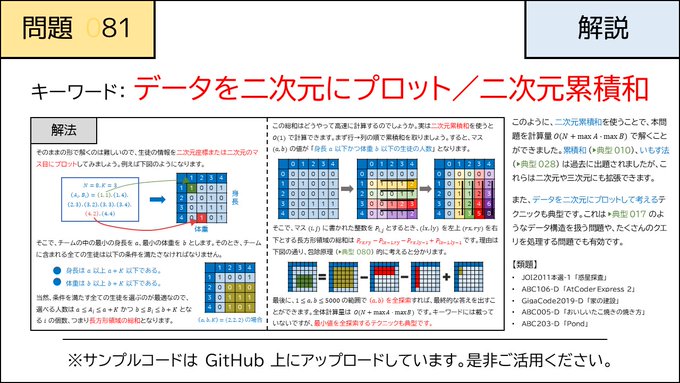 問題 081
解説
キーワード: データを二次元にプロット／二次元累積和
解法
そのままの形で解くのは難しいので、生徒の情報を二次元座標または二次元のマス目にプロットしてみましょう。例えば下図のようになります。
N = 8, K = 3
(A₁, B₁) = (1,1), (1,4),
(2,3), (3,2), (3,3), (3,4),
(4,2), (4,4)
身長
体重
そこで、チームの中の最小の身長を a、最小の体重を b とします。そのとき、チームに含まれる全ての生徒は以下の条件を満たさなければなりません。
● 身長は a 以上 a + K 以下である。
● 体重は b 以上 b + K 以下である。
当然、条件を満たす全ての生徒を選ぶのが最適なので、選べる人数は a ≤ Aᵢ ≤ a + K かつ b ≤ Bᵢ ≤ b + K となる i の個数、つまり長方形領域の総和となります。
(a, b, K) = (2,2,2) の場合
この総和はどうやって高速に計算するのでしょうか。実は二次元累積和を使うと O(1) で計算できます。まず行→列の順で累積和を取りましょう。すると、マス (a, b) の値が「身長 a 以下かつ体重 b 以下の生徒の人数」となります。
そこで、マス (i, j) に書かれた整数を Pᵢ,ⱼ とするとき、(lx, ly) を左上 (rx, ry) を右下とする長方形領域の総和は
理由は下図の通り、包除原理 (▶典型 080) 的に考えると分かります。
最後に、1 ≤ a, b ≤ 5000 の範囲で (a, b) を全探索すれば、最終的な答えを出すことができます。全体計算量は O(N + max A · max B) です。キーワードには載っていないですが、最小値を全探索するテクニックも典型です。
このように、二次元累積和を使うことで、本問題を計算量 O(N + max A · max B) で解くことができました。累積和 (▶典型 010)、いもす法 (▶典型 028) は過去に出題されましたが、これらは二次元や三次元にも拡張できます。
また、データを二次元にプロットして考えるテクニックも典型です。これは ▶典型 017 のようなデータ構造を扱う問題や、たくさんのクエリを処理する問題でも有効です。
【類題】
• JOI2011本選-1「惑星探査」
• ABC106-D「AtCoder Express 2」
• GigaCode2019-D「家の建設」
• ABC005-D「おいしいたこ焼きの焼き方」
• ABC203-D「Pond」
※サンプルコードは GitHub 上にアップロードしています。是非ご活用ください。